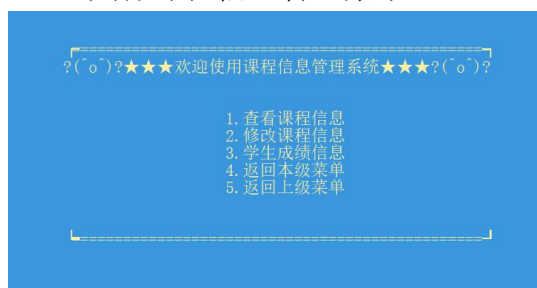 ┏=============================================┓
?(^o^)?★★★欢迎使用课程信息管理系统★★★?(^o^)?
1.查看课程信息
2.修改课程信息
3.学生成绩信息
4.返回本级菜单
5.返回上级菜单
┗=============================================┛